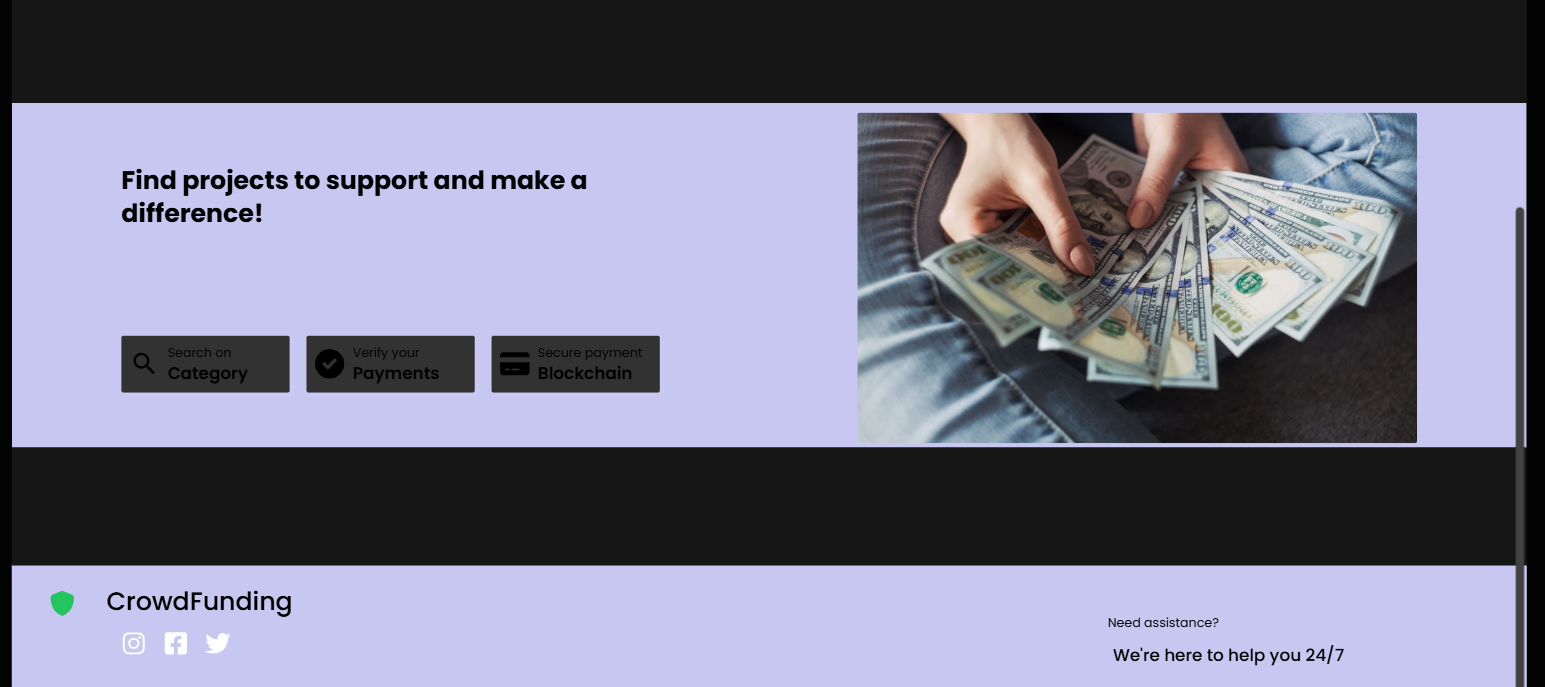 Find projects to support and make a
difference!
Search on
Category
Verify your
Payments
Secure payment
Blockchain
CrowdFunding
Need assistance?
We're here to help you 24/7